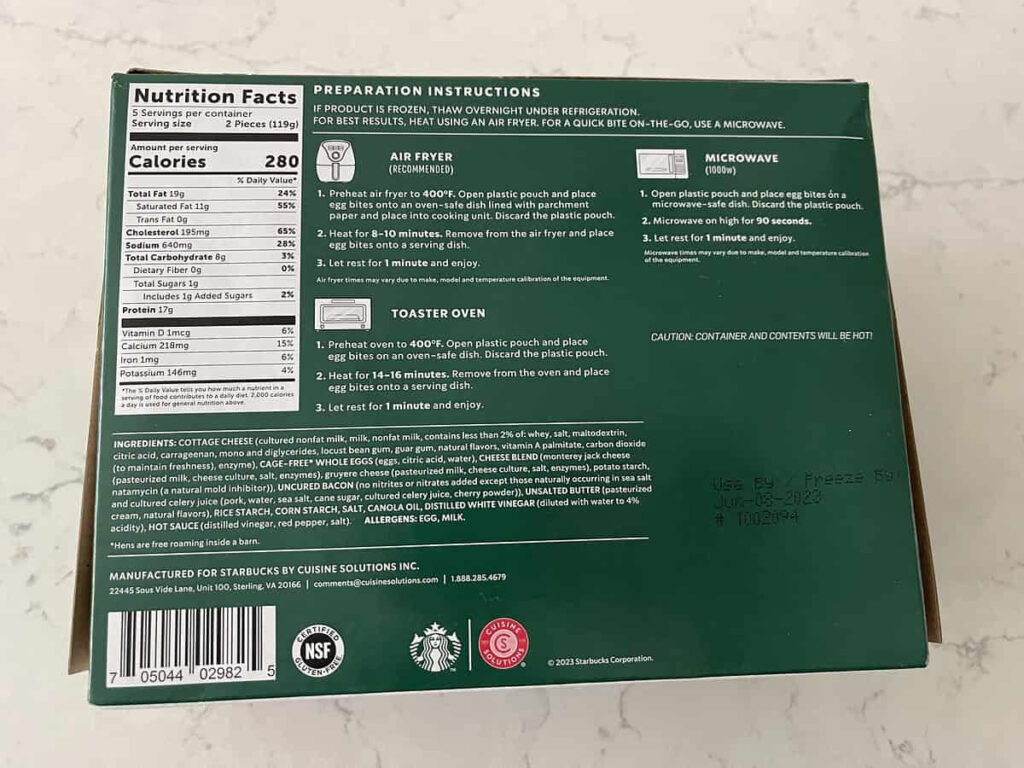 Nutrition Facts
5 Servings per container
Serving size 2 Pieces (119g)
Amount per serving
Calories 280
% Daily Value*
Total Fat 19g 24%
Saturated Fat 11g 55%
Trans Fat 0g
Cholesterol 195mg 65%
Sodium 640mg 28%
Total Carbohydrate 8g 3%
Dietary Fiber 0g 0%
Total Sugars 1g
Includes 1g Added Sugars 2%
Protein 17g
Vitamin D 1mcg 6%
Calcium 218mg 15%
Iron 1mg 6%
Potassium 146mg 4%
*The % Daily Value tells you how much a nutrient in a
serving of food contributes to a daily diet. 2,000 calories
a day is used for general nutrition above.
PREPARATION INSTRUCTIONS
IF PRODUCT IS FROZEN, THAW OVERNIGHT UNDER REFRIGERATION.
FOR BEST RESULTS, HEAT USING AN AIR FRYER. FOR A QUICK BITE ON-THE-GO, USE A MICROWAVE.
AIR FRYER
(RECOMMENDED)
1. Preheat air fryer to 400°F. Open plastic pouch and place
egg bites onto an oven-safe dish lined with parchment
paper and place into cooking unit. Discard the plastic pouch.
2. Heat for 8-10 minutes. Remove from the air fryer and place
egg bites onto a serving dish.
3. Let rest for 1 minute and enjoy.
Air fryer times may vary due to make, model and temperature calibration of the equipment.
TOASTER OVEN
1. Preheat oven to 400°F. Open plastic pouch and place
egg bites on an oven-safe dish. Discard the plastic pouch.
2. Heat for 14-16 minutes. Remove from the oven and place
egg bites onto a serving dish.
3. Let rest for 1 minute and enjoy.
MICROWAVE
(1000w)
1. Open plastic pouch and place egg bites on a
microwave-safe dish. Discard the plastic pouch.
2. Microwave on high for 90 seconds.
3. Let rest for 1 minute and enjoy.
Microwave times may vary due to make, model and temperature calibration
of the equipment.
CAUTION: CONTAINER AND CONTENTS WILL BE HOT!
INGREDIENTS: COTTAGE CHEESE (cultured nonfat milk, milk, nonfat milk, contains less than 2% of: whey, salt, maltodextrin,
citric acid, carrageenan, mono and diglycerides, locust bean gum, guar gum, natural flavors, vitamin A palmitate, carbon dioxide
(to maintain freshness), enzyme), CAGE-FREE* WHOLE EGGS (eggs, citric acid, water), CHEESE BLEND (monterey jack cheese
(pasteurized milk, cheese culture, salt, enzymes), gruyere cheese (pasteurized milk, cheese culture, salt, enzymes), potato starch,
natamycin (a natural mold inhibitor)), UNCURED BACON (no nitrites or nitrates added except those naturally occurring in sea salt
and cultured celery juice (pork, water, sea salt, cane sugar, cultured celery juice, cherry powder)), UNSALTED BUTTER (pasteurized
cream, natural flavors), RICE STARCH, CORN STARCH, SALT, CANOLA OIL, DISTILLED WHITE VINEGAR (diluted with water to 4%
acidity), HOT SAUCE (distilled vinegar, red pepper, salt). ALLERGENS: EGG, MILK.
*Hens are free roaming inside a barn.
Use By / Freeze By:
Jun-08-2023
# 1002094
MANUFACTURED FOR STARBUCKS BY CUISINE SOLUTIONS INC.
22445 Sous Vide Lane, Unit 100, Sterling, VA 20166 | comments@cuisinesolutions.com | 1.888.285.4679
7 05044 02982 5
CERTIFIED
NSF
GLUTEN-FREE
™
CUISINE
S
SOLUTIONS
®
© 2023 Starbucks Corporation.